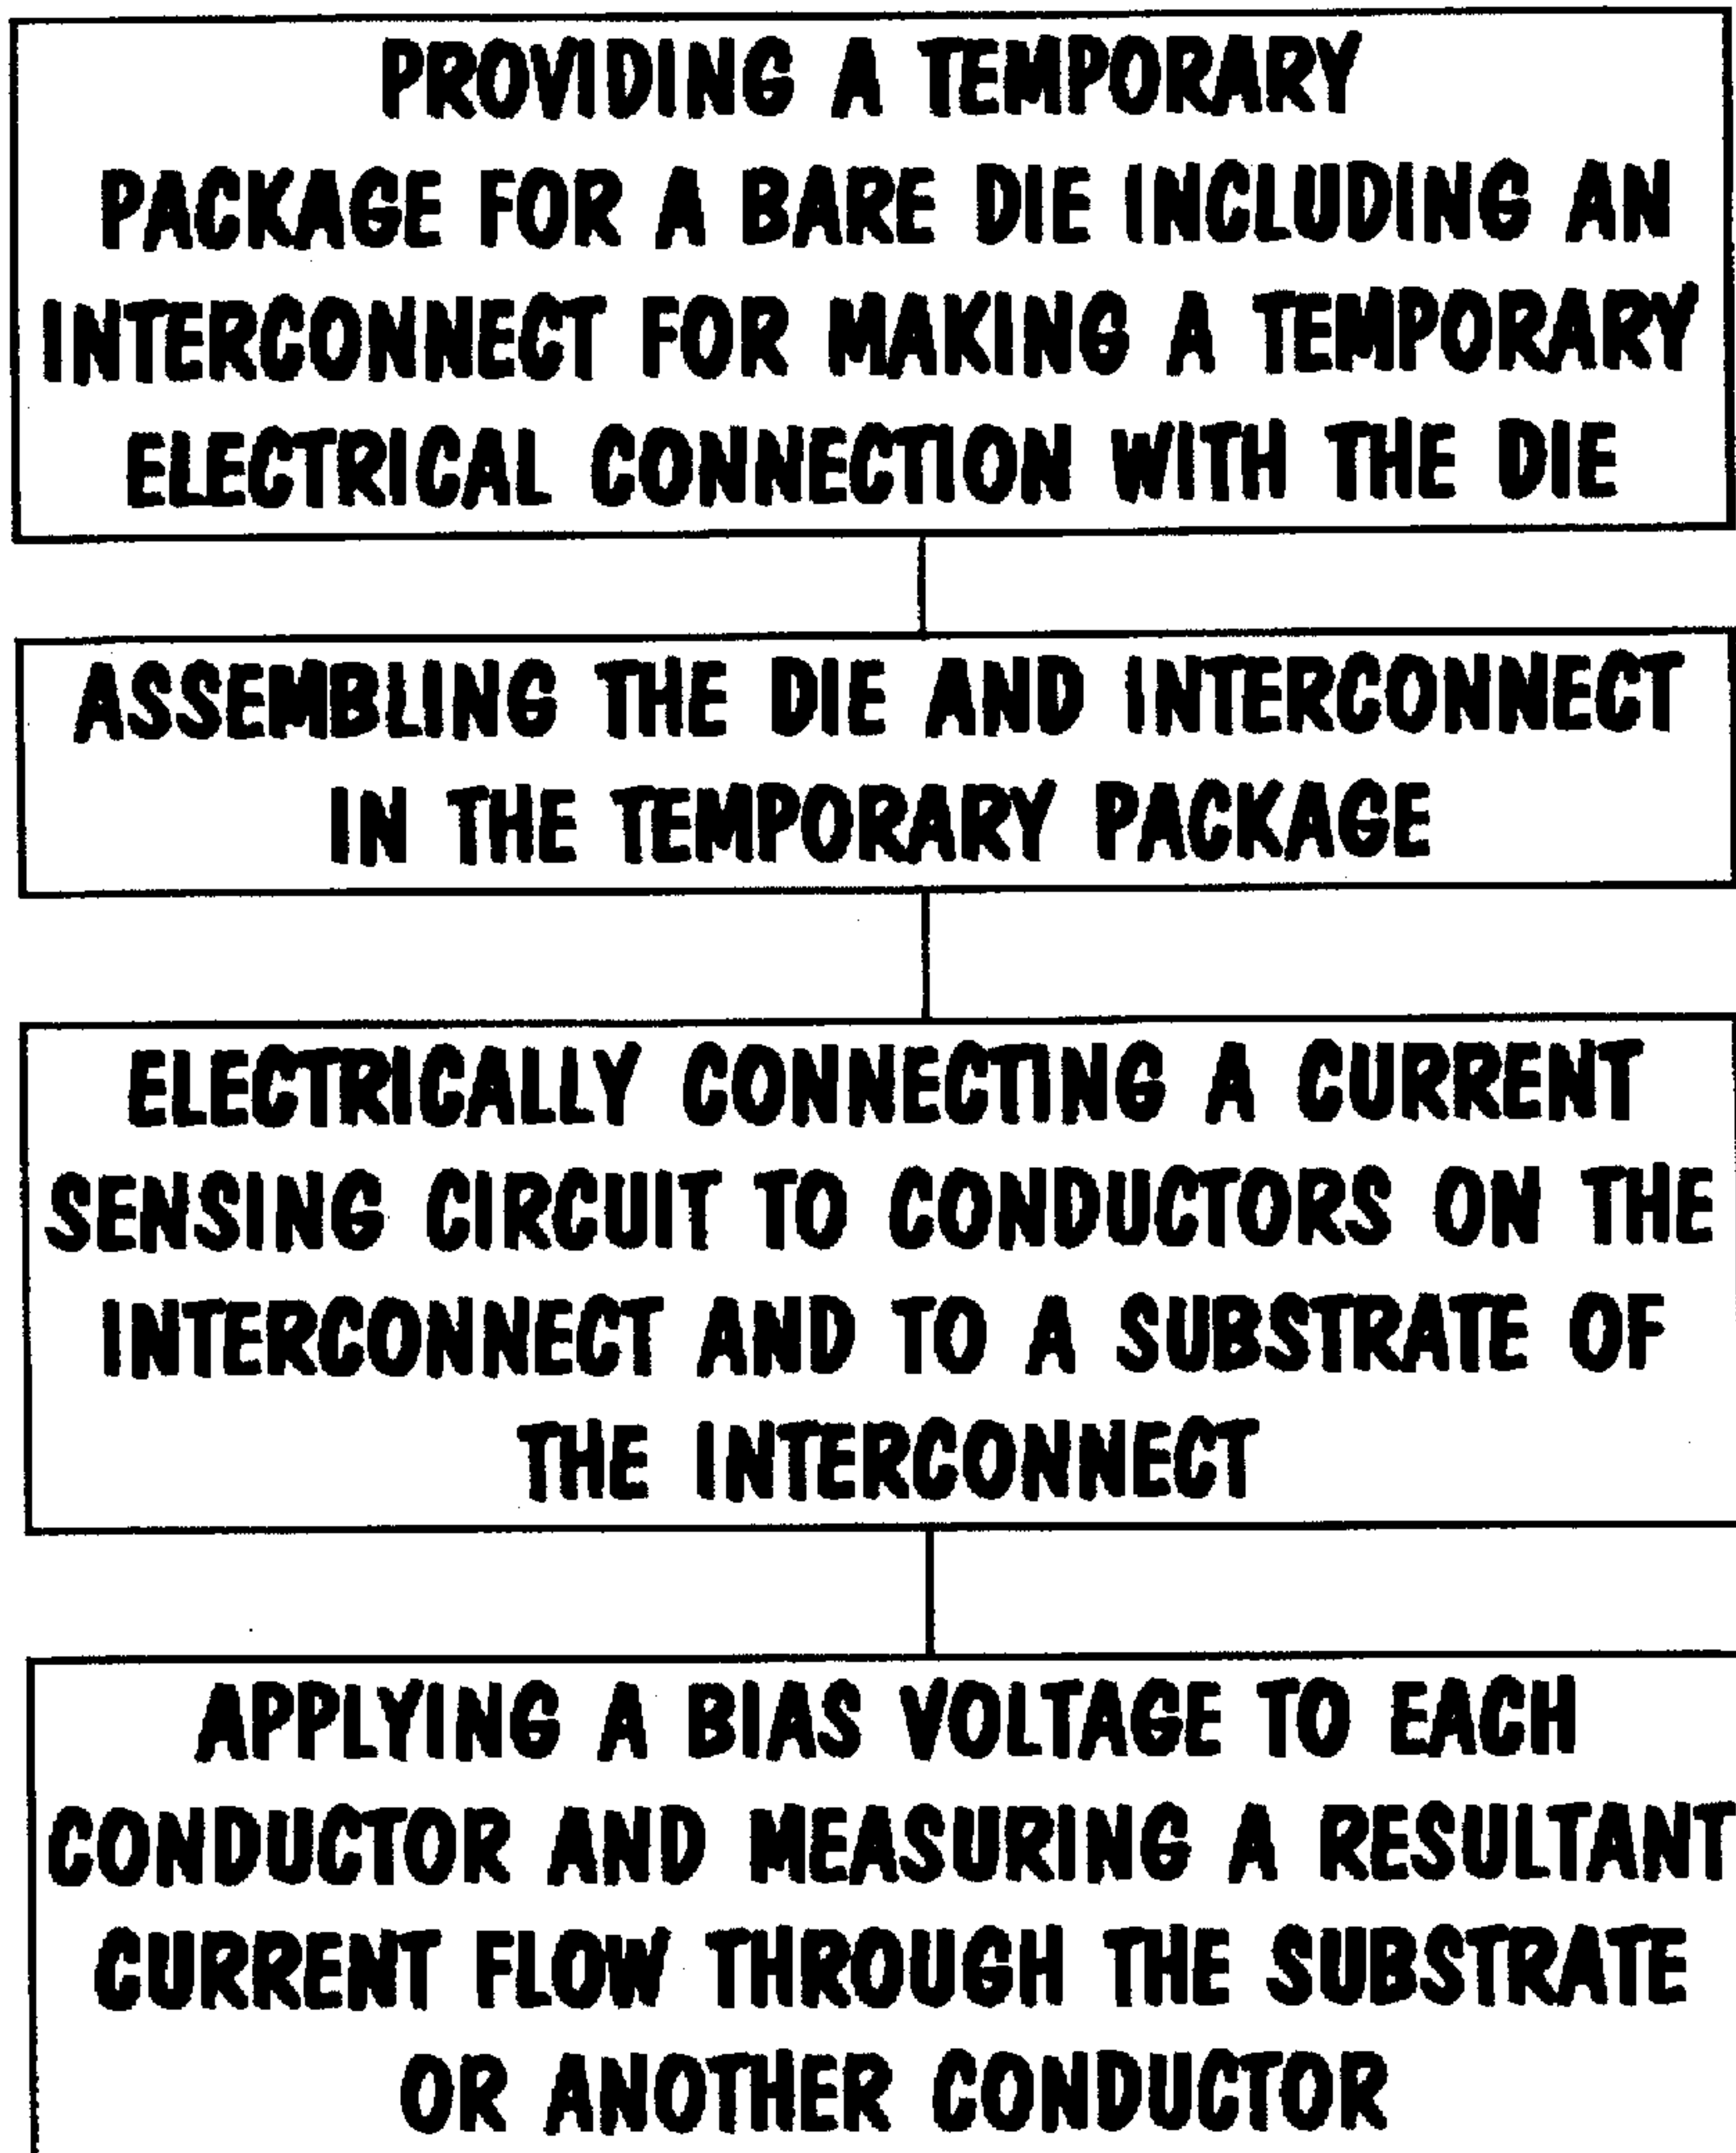 PROVIDING A TEMPORARY
PACKAGE FOR A BARE DIE INCLUDING AN
INTERCONNECT FOR MAKING A TEMPORARY
ELECTRICAL CONNECTION WITH THE DIE
ASSEMBLING THE DIE AND INTERCONNECT
IN THE TEMPORARY PACKAGE
ELECTRICALLY CONNECTING A CURRENT
SENSING CIRCUIT TO CONDUCTORS ON THE
INTERCONNECT AND TO A SUBSTRATE OF
THE INTERCONNECT
APPLYING A BIAS VOLTAGE TO EACH
CONDUCTOR AND MEASURING A RESULTANT
CURRENT FLOW THROUGH THE SUBSTRATE
OR ANOTHER CONDUCTOR